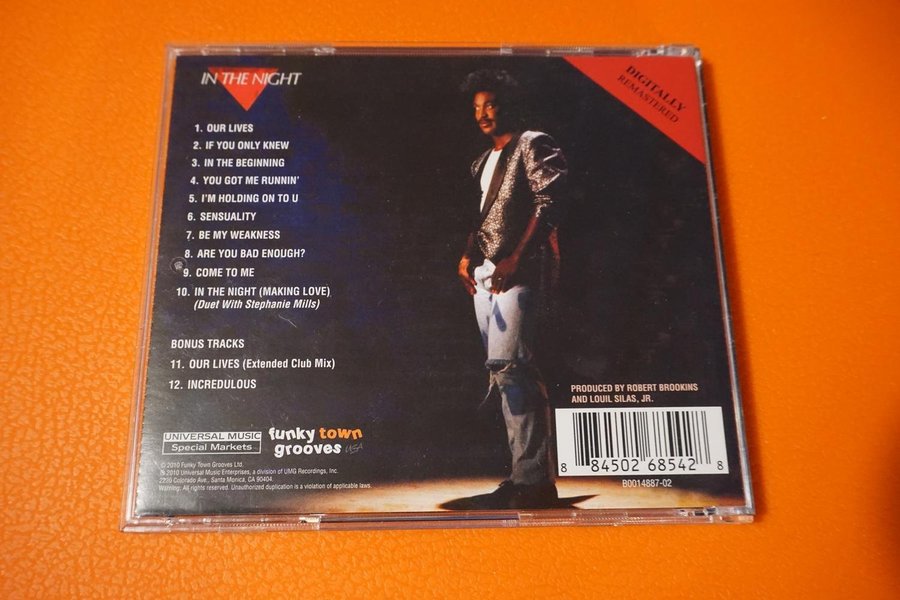 IN THE NIGHT
DIGITALLY
REMASTERED
1. OUR LIVES
2. IF YOU ONLY KNEW
3. IN THE BEGINNING
4. YOU GOT ME RUNNIN'
5. I'M HOLDING ON TO U
6. SENSUALITY
7. BE MY WEAKNESS
8. ARE YOU BAD ENOUGH?
9. COME TO ME
10. IN THE NIGHT (MAKING LOVE)
(Duet With Stephanie Mills)
BONUS TRACKS
11. OUR LIVES (Extended Club Mix)
12. INCREDULOUS
PRODUCED BY ROBERT BROOKINS
AND LOUIL SILAS, JR.
UNIVERSAL MUSIC
Special Markets
funky town
grooves USA
© 2010 Funky Town Grooves Ltd.
℗ 2010 Universal Music Enterprises, a division of UMG Recordings, Inc.
2220 Colorado Ave., Santa Monica, CA 90404.
Warning: All rights reserved. Unauthorized duplication is a violation of applicable laws.
8 84502 68542 8
B0014887-02